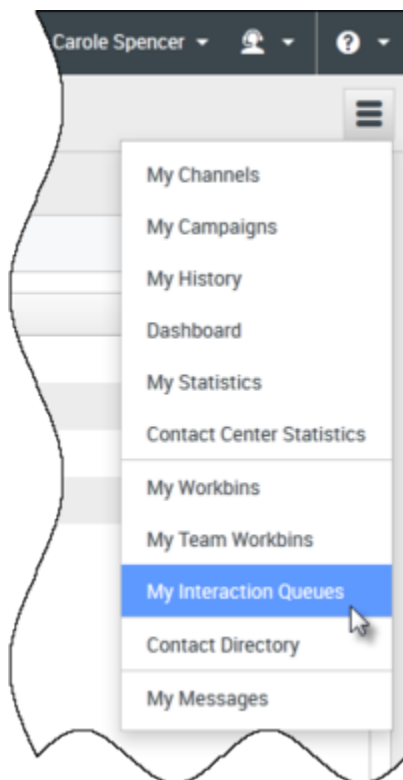 Carole Spencer
My Channels
My Campaigns
My History
Dashboard
My Statistics
Contact Center Statistics
My Workbins
My Team Workbins
My Interaction Queues
Contact Directory
My Messages